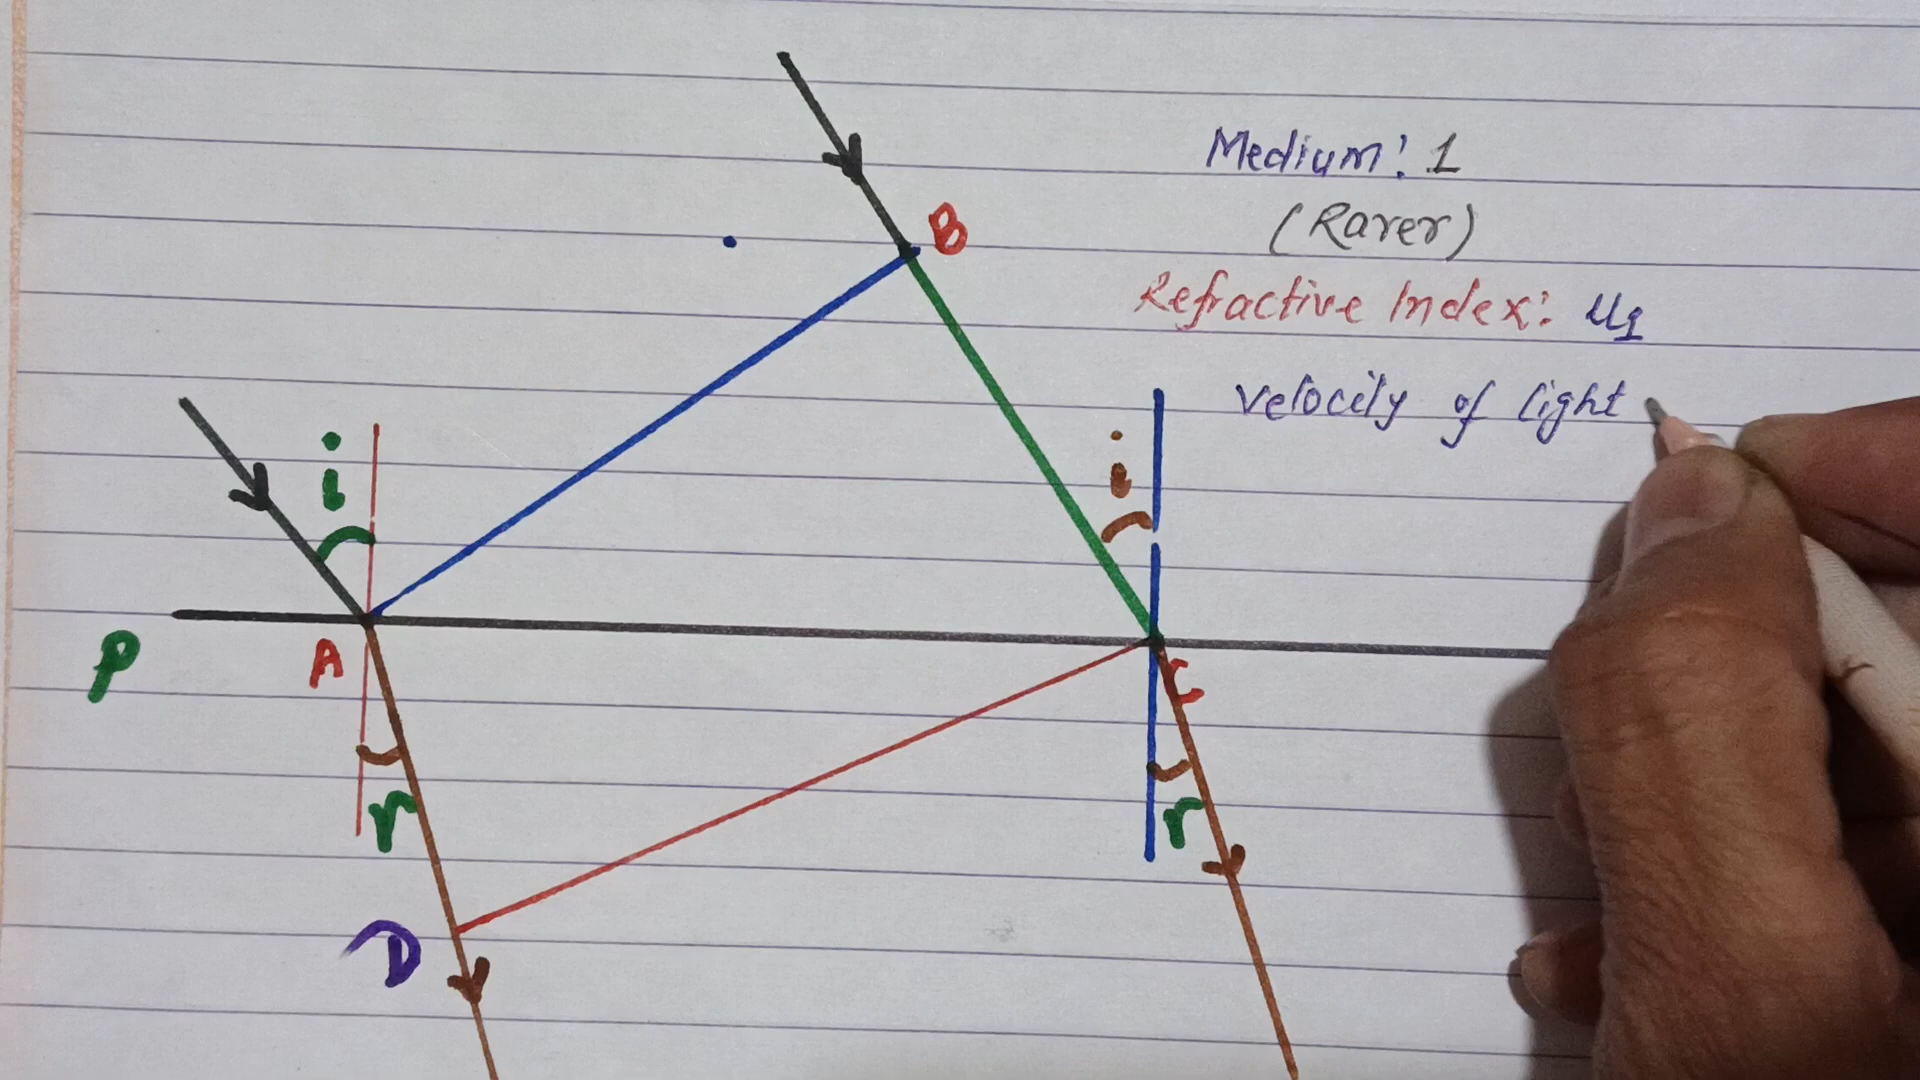 B
Medium: 1
(Rarer)
Refractive Index: μ1
velocity of light
i
i
P
A
C
r
r
D